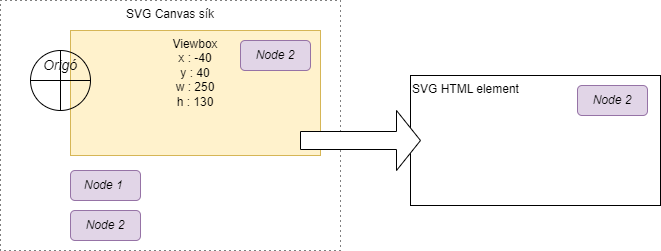 SVG Canvas sík
Viewbox
x : -40
y : 40
w : 250
h : 130
Node 2
Origó
Node 1
Node 2
SVG HTML element
Node 2